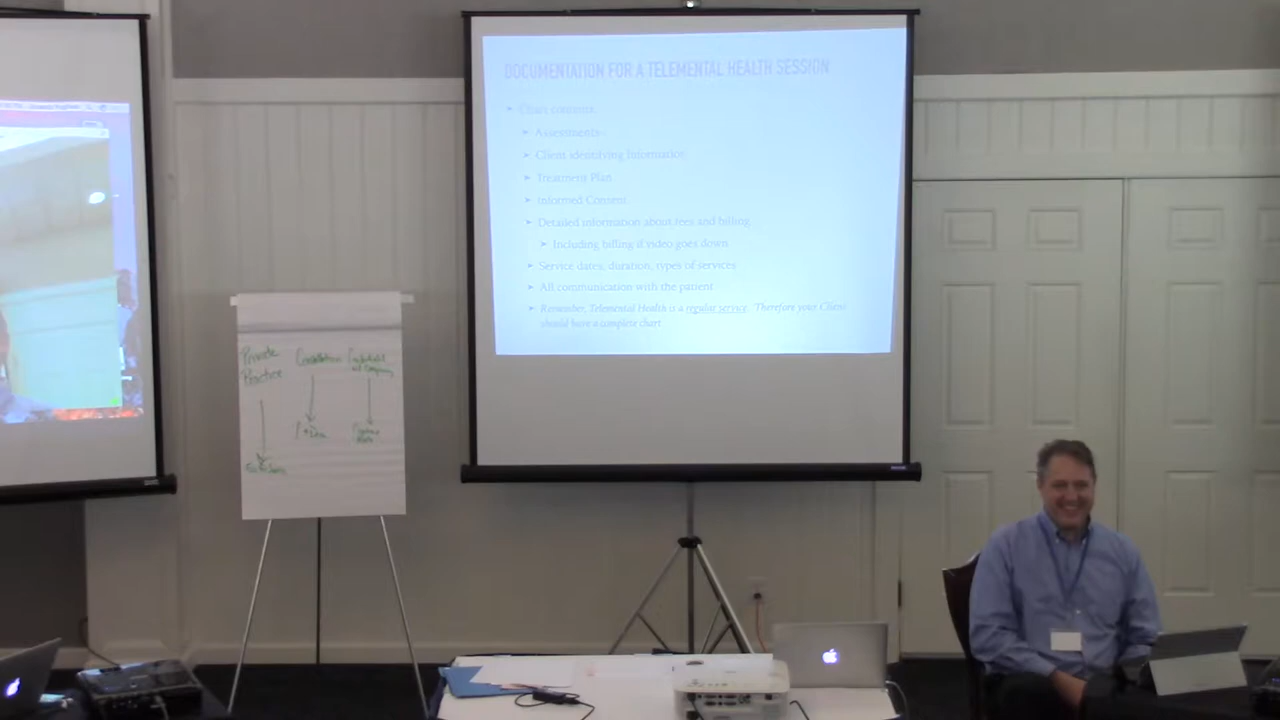 DOCUMENTATION FOR A TELEMENTAL HEALTH SESSION
➤ Chart contents:
➤ Assessments
➤ Client identifying information
➤ Treatment Plan
➤ Informed Consent
➤ Detailed information about fees and billing
➤ Including billing if video goes down
➤ Service dates, duration, types of services
➤ All communication with the patient
➤ Remember, Telemental Health is a regular service. Therefore your Client
should have a complete chart
Private
Practice